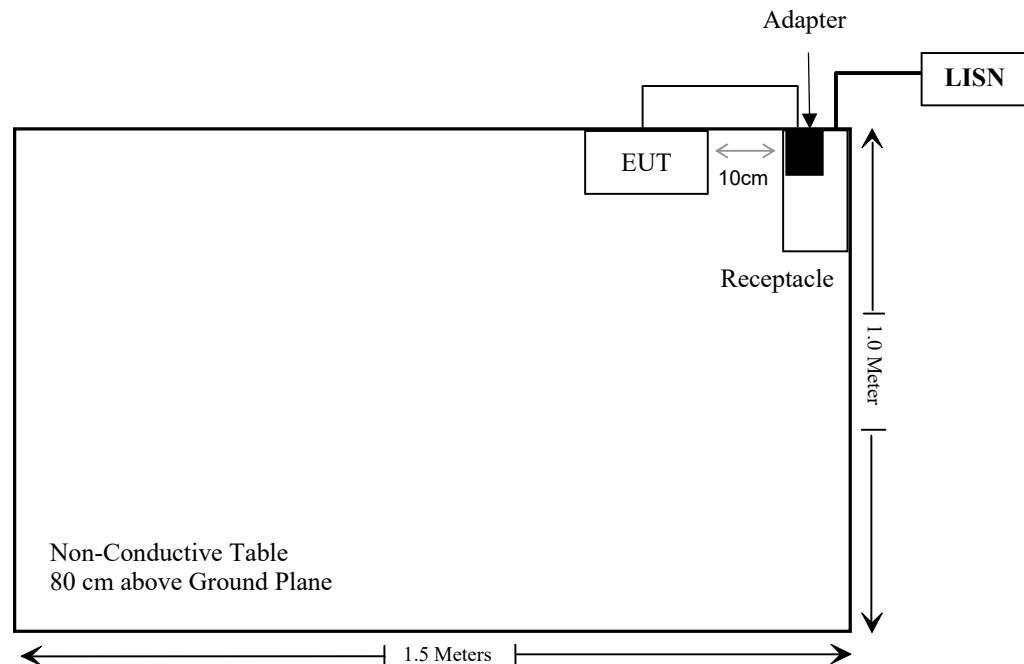 Adapter
LISN
EUT
10cm
Receptacle
1.0 Meter
Non-Conductive Table
80 cm above Ground Plane
1.5 Meters